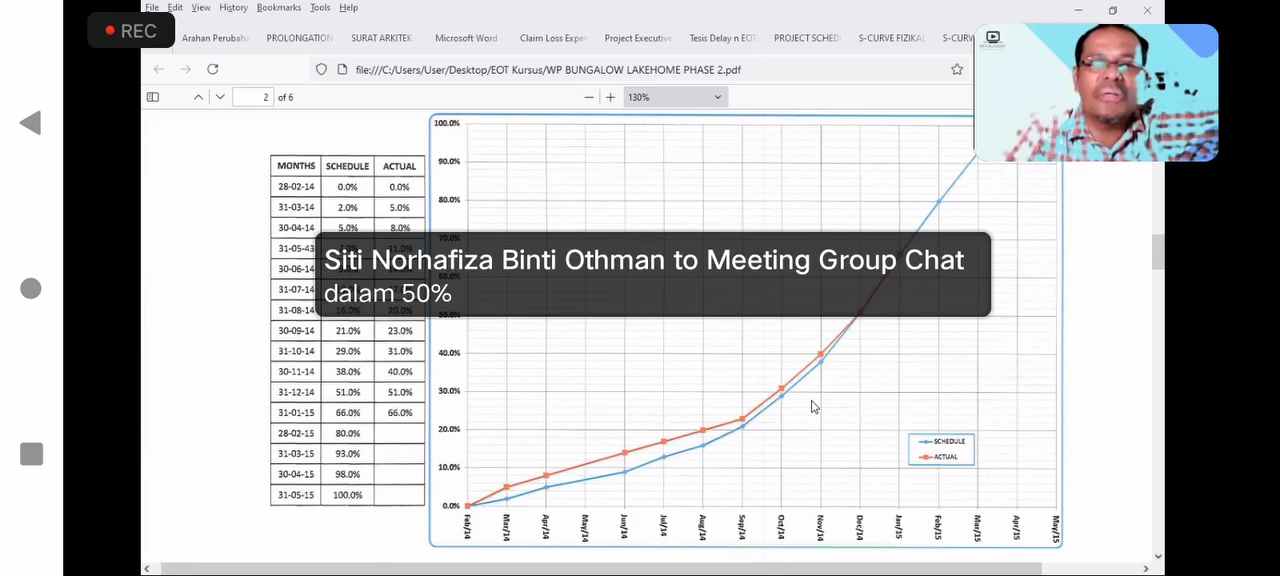 File Edit View History Bookmarks Tools Help
REC
Arahan Perubaha PROLONGATION SURAT ARKITEK Microsoft Word Claim Loss Exper Project Executive Tesis Delay n EOT PROJECT SCHEDU S-CURVE FIZIKAL S-CURV
file:///C:/Users/User/Desktop/EOT Kursus/WP BUNGALOW LAKEHOME PHASE 2.pdf
2 of 6
130%
MONTHS SCHEDULE ACTUAL
28-02-14 0.0% 0.0%
31-03-14 2.0% 5.0%
30-04-14 5.0% 8.0%
31-05-43 11.0%
30-06-14
31-07-14
31-08-14 16.0% 20.0%
30-09-14 21.0% 23.0%
31-10-14 29.0% 31.0%
30-11-14 38.0% 40.0%
31-12-14 51.0% 51.0%
31-01-15 66.0% 66.0%
28-02-15 80.0%
31-03-15 93.0%
30-04-15 98.0%
31-05-15 100.0%
Siti Norhafiza Binti Othman to Meeting Group Chat
dalam 50%
100.0%
90.0%
80.0%
70.0%
60.0%
50.0%
40.0%
30.0%
20.0%
10.0%
0.0%
SCHEDULE
ACTUAL
Feb/14 Mar/14 Apr/14 Jun/14 Jul/14 Aug/14 Sep/14 Oct/14 Nov/14 Dec/14 Jan/15 Feb/15 Mar/15 Apr/15 May/15